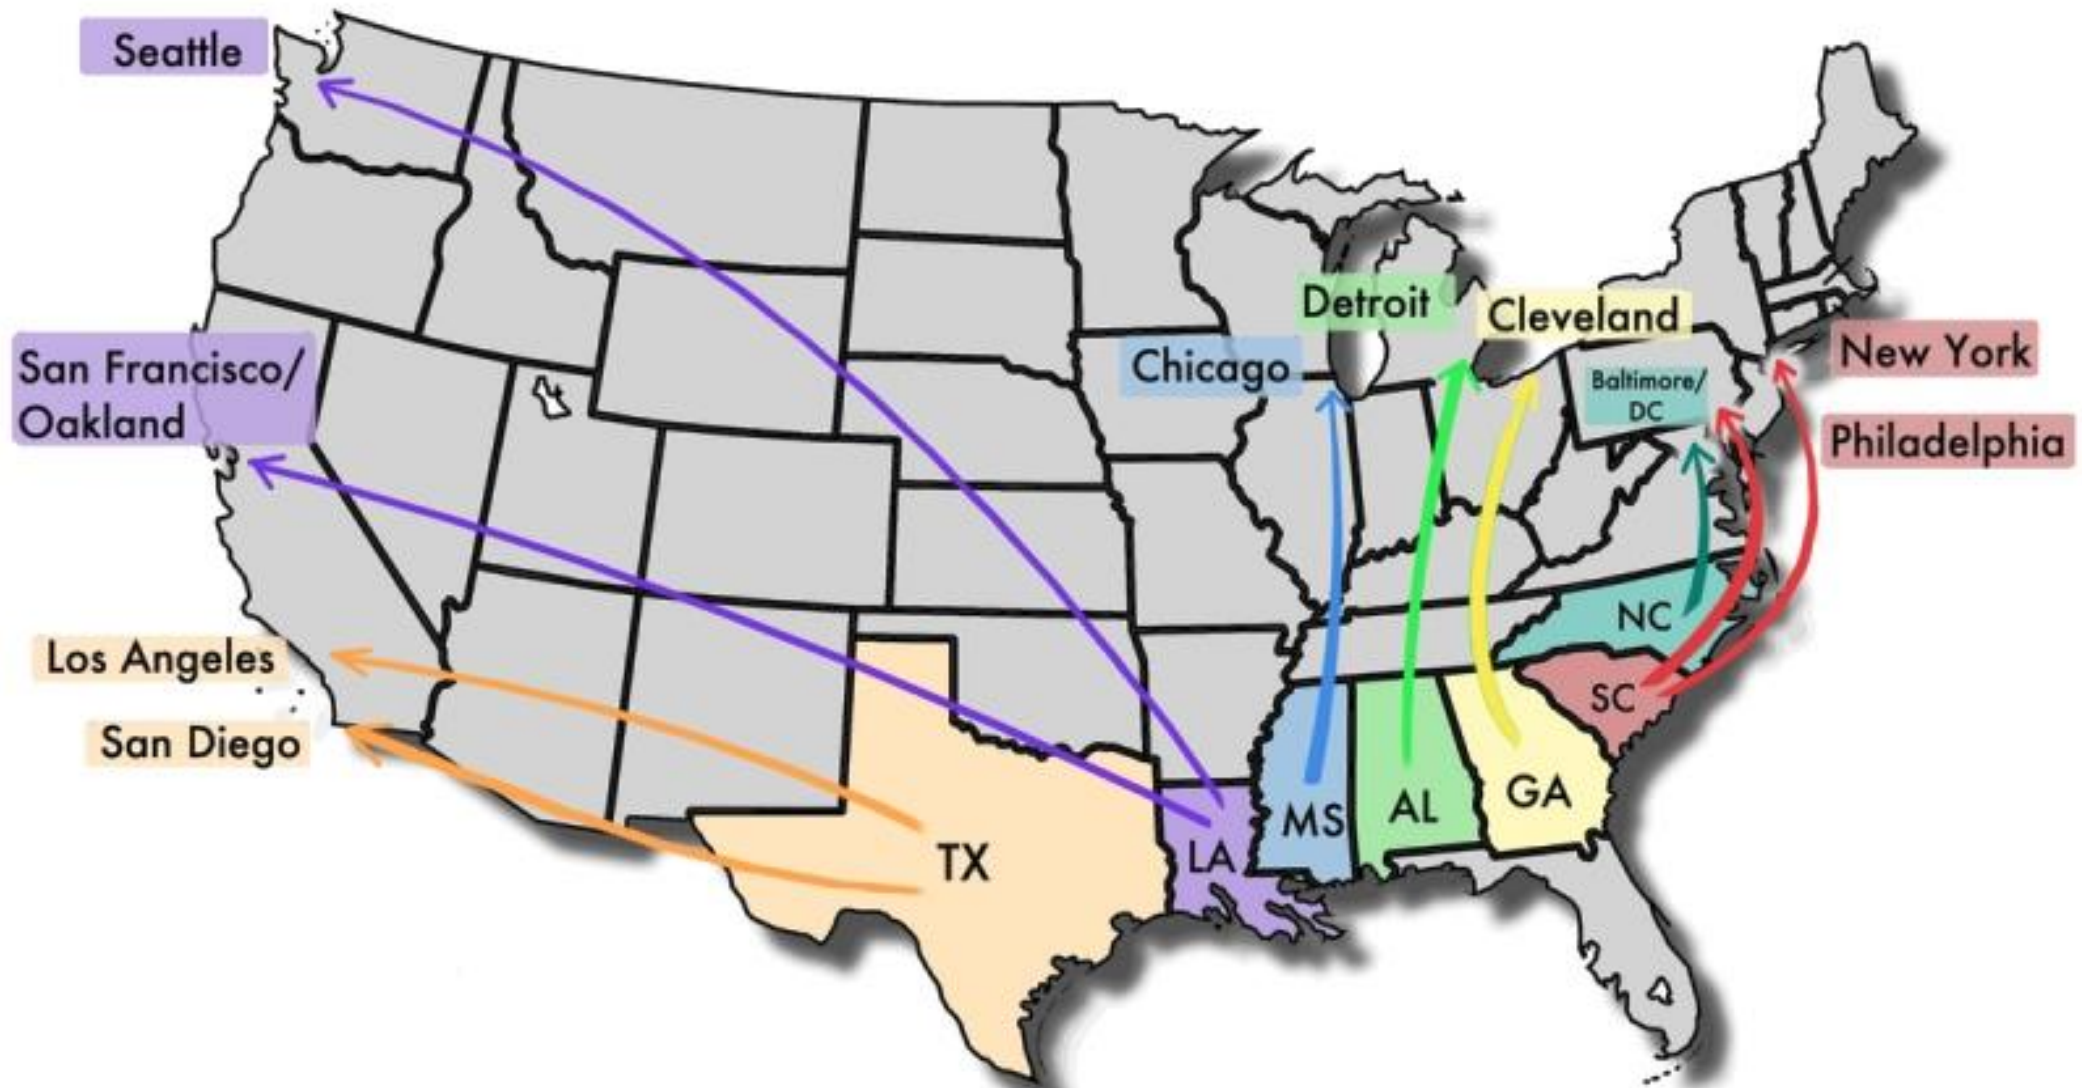 Seattle
San Francisco/
Oakland
Los Angeles
San Diego
Chicago
Detroit
Cleveland
Baltimore/
DC
New York
Philadelphia
NC
SC
TX
LA
MS
AL
GA